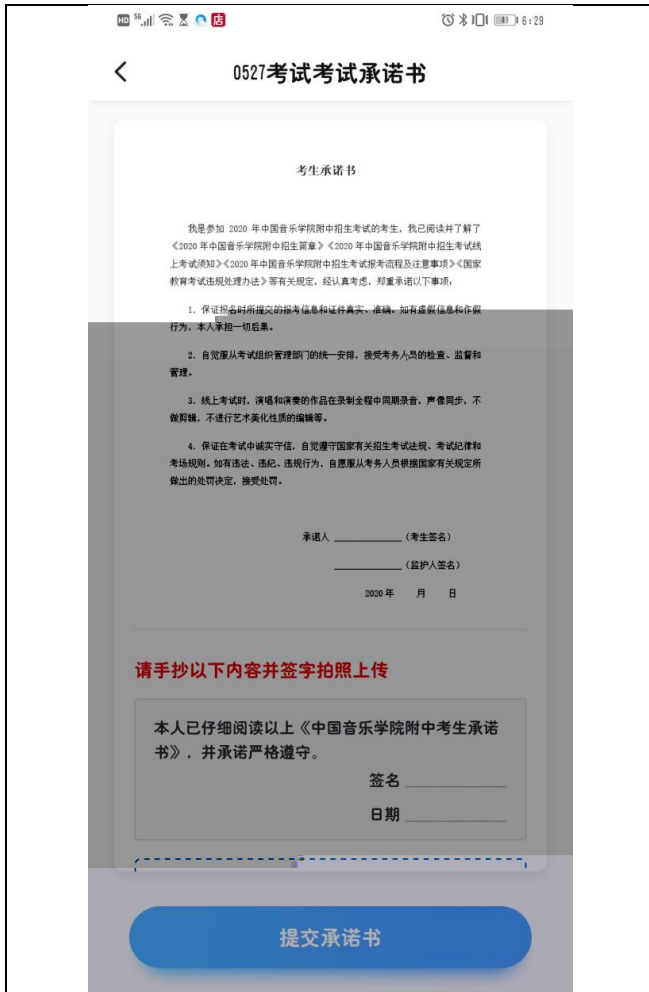 HD 5G 店 49 6:29
0527考试考试承诺书
考生承诺书
我是参加 2020 年中国音乐学院附中招生考试的考生，我已阅读并了解了
《2020 年中国音乐学院附中招生简章》《2020 年中国音乐学院附中招生考试线
上考试须知》《2020 年中国音乐学院附中招生考试报考流程及注意事项》《国家
教育考试违规处理办法》等有关规定，经认真考虑，郑重承诺以下事项：
1. 保证报名时所提交的报考信息和证件真实、准确。如有虚假信息和作假
行为，本人承担一切后果。
2. 自觉服从考试组织管理部门的统一安排，接受考务人员的检查、监督和
管理。
3. 线上考试时，演唱和演奏的作品在录制全程中同期录音，声像同步，不
做剪辑，不进行艺术美化性质的编辑等。
4. 保证在考试中诚实守信，自觉遵守国家有关招生考试法规、考试纪律和
考场规则。如有违法、违纪、违规行为，自愿服从考务人员根据国家有关规定所
做出的处罚决定，接受处罚。
承诺人 ____________ （考生签名）
____________ （监护人签名）
2020 年 月 日
请手抄以下内容并签字拍照上传
本人已仔细阅读以上《中国音乐学院附中考生承诺
书》，并承诺严格遵守。
签名 __________
日期 __________
提交承诺书